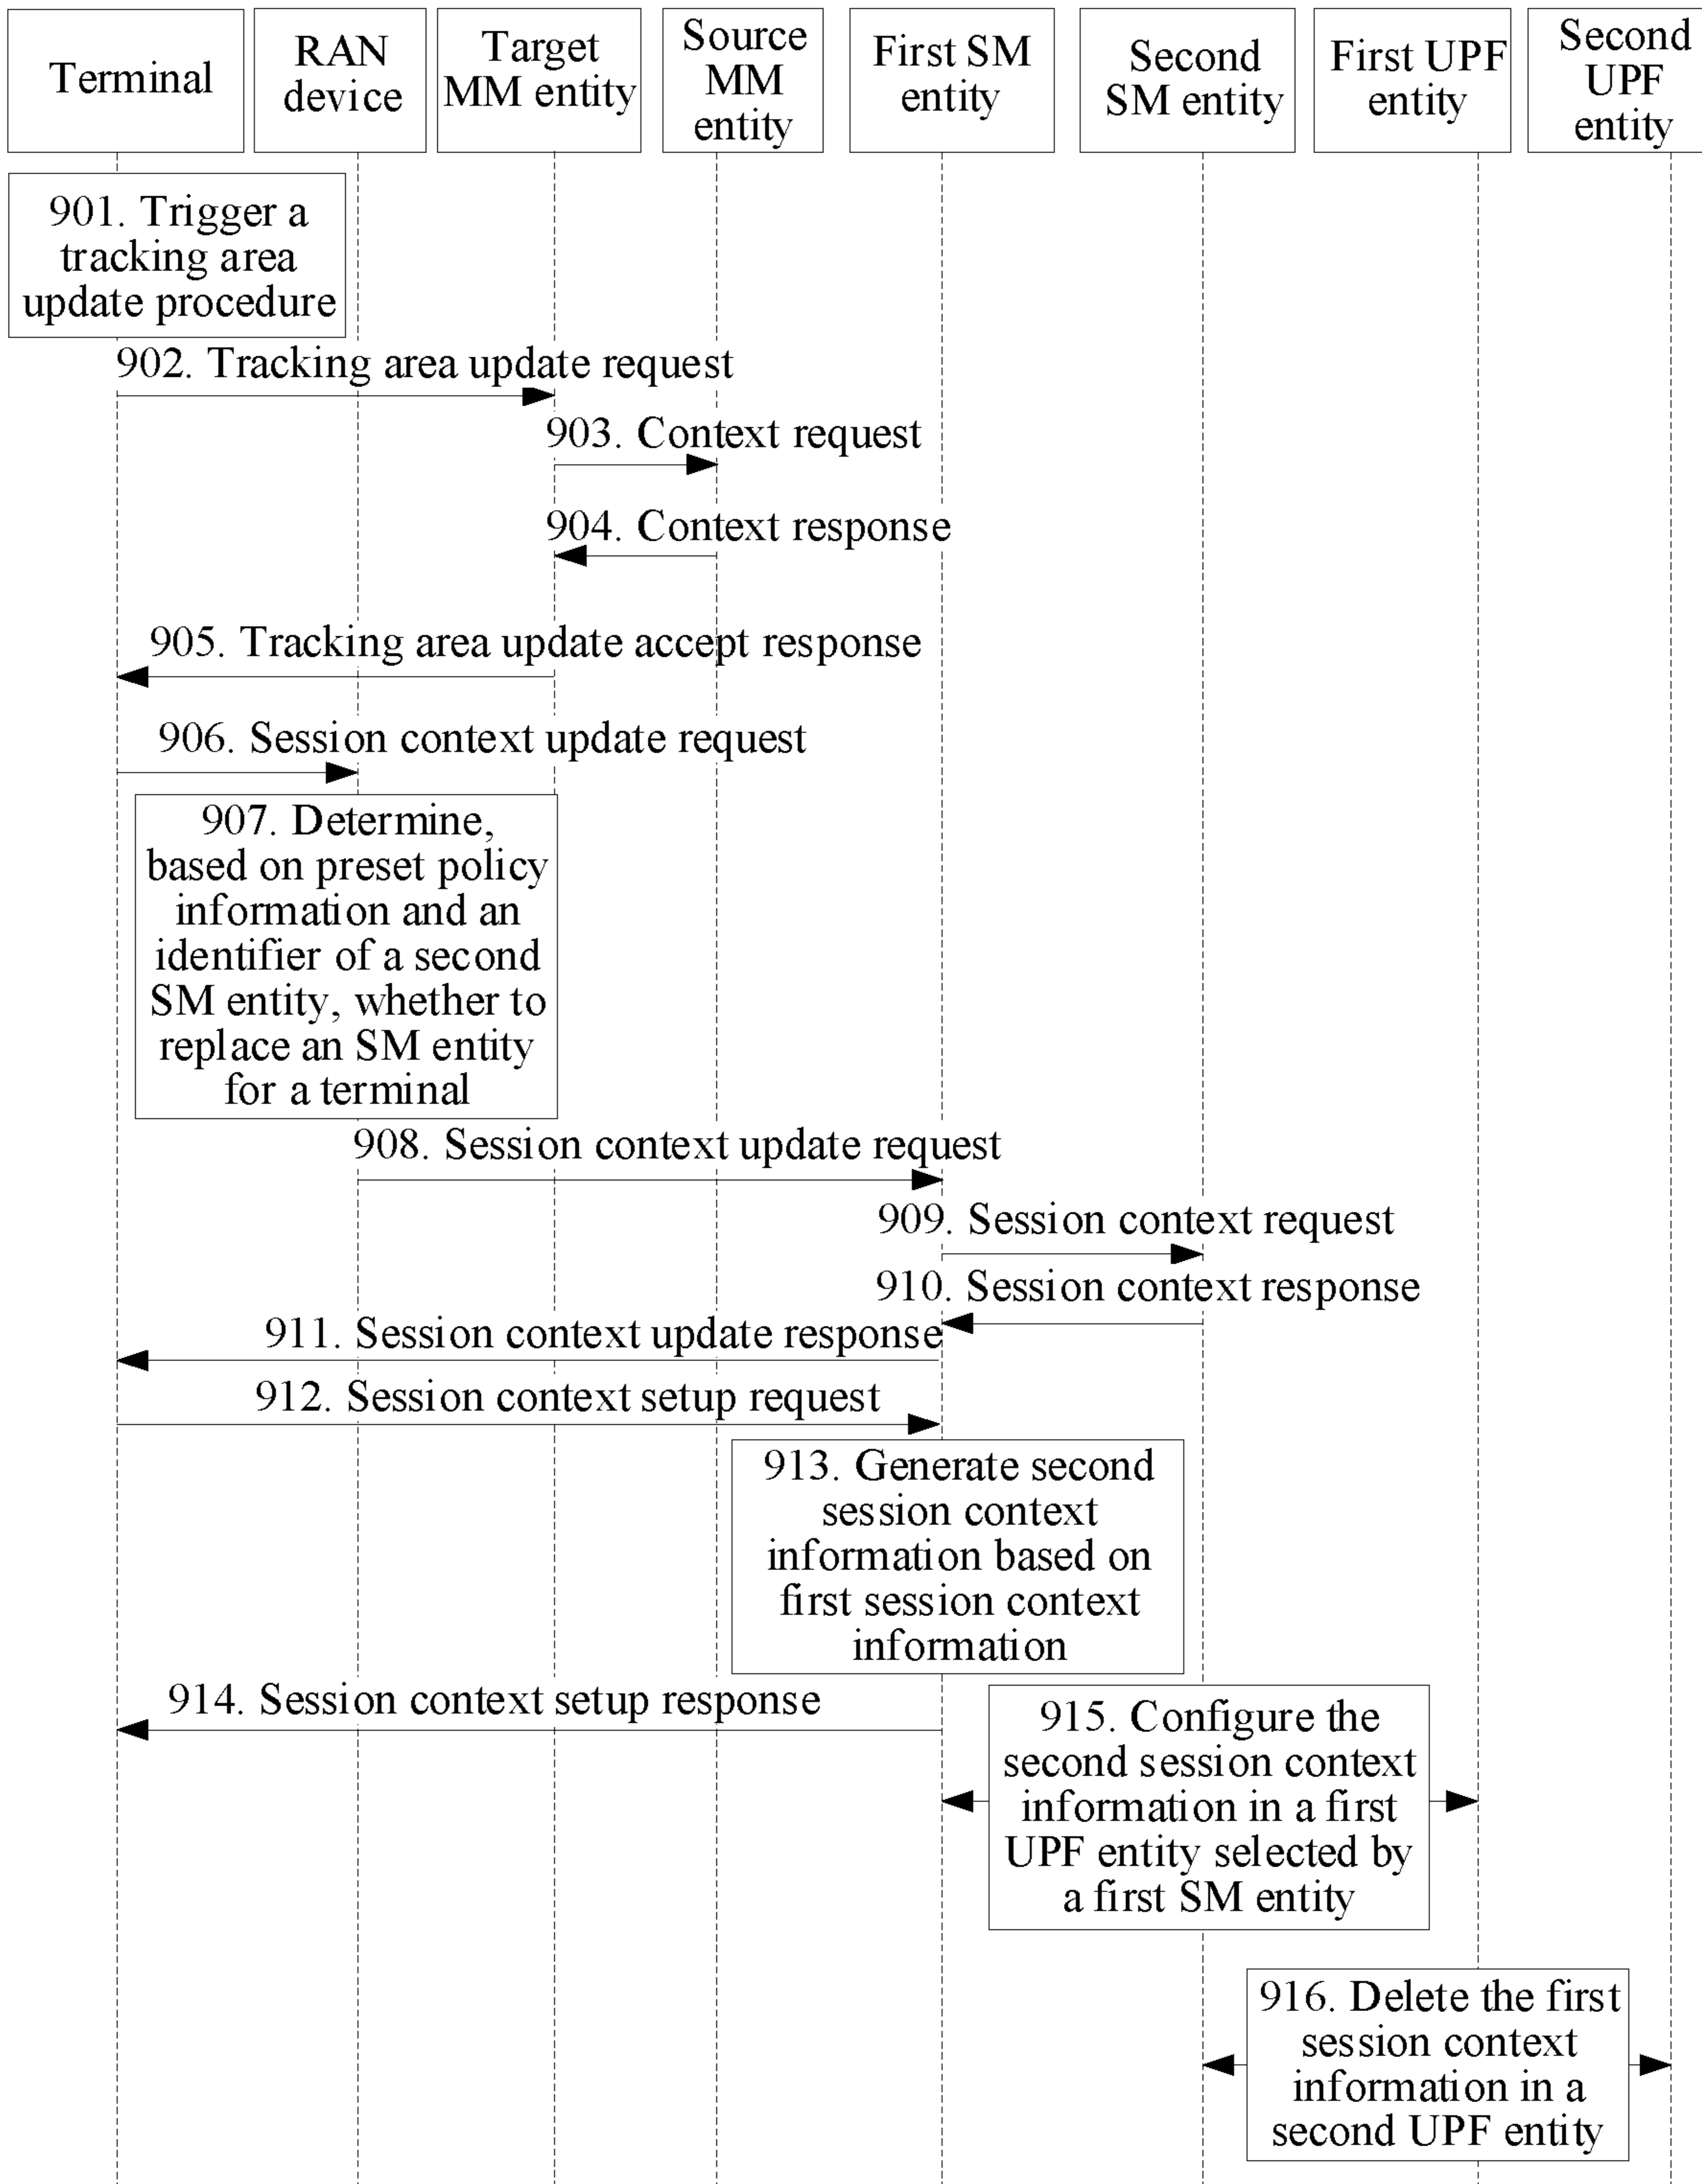 Terminal
RAN
device
Target
MM entity
Source
MM
entity
First SM
entity
Second
SM entity
First UPF
entity
Second
UPF
entity
901. Trigger a
tracking area
update procedure
902. Tracking area update request
903. Context request
904. Context response
905. Tracking area update accept response
906. Session context update request
907. Determine,
based on preset policy
information and an
identifier of a second
SM entity, whether to
replace an SM entity
for a terminal
908. Session context update request
909. Session context request
910. Session context response
911. Session context update response
912. Session context setup request
913. Generate second
session context
information based on
first session context
information
914. Session context setup response
915. Configure the
second session context
information in a first
UPF entity selected by
a first SM entity
916. Delete the first
session context
information in a
second UPF entity